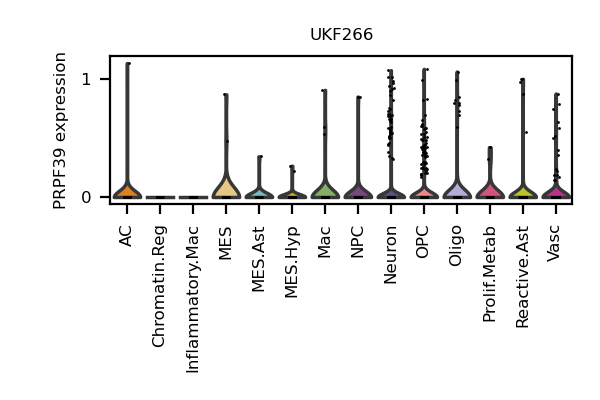 UKF266
PRPF39 expression
1
0
AC
Chromatin.Reg
Inflammatory.Mac
MES
MES.Ast
MES.Hyp
Mac
NPC
Neuron
OPC
Oligo
Prolif.Metab
Reactive.Ast
Vasc